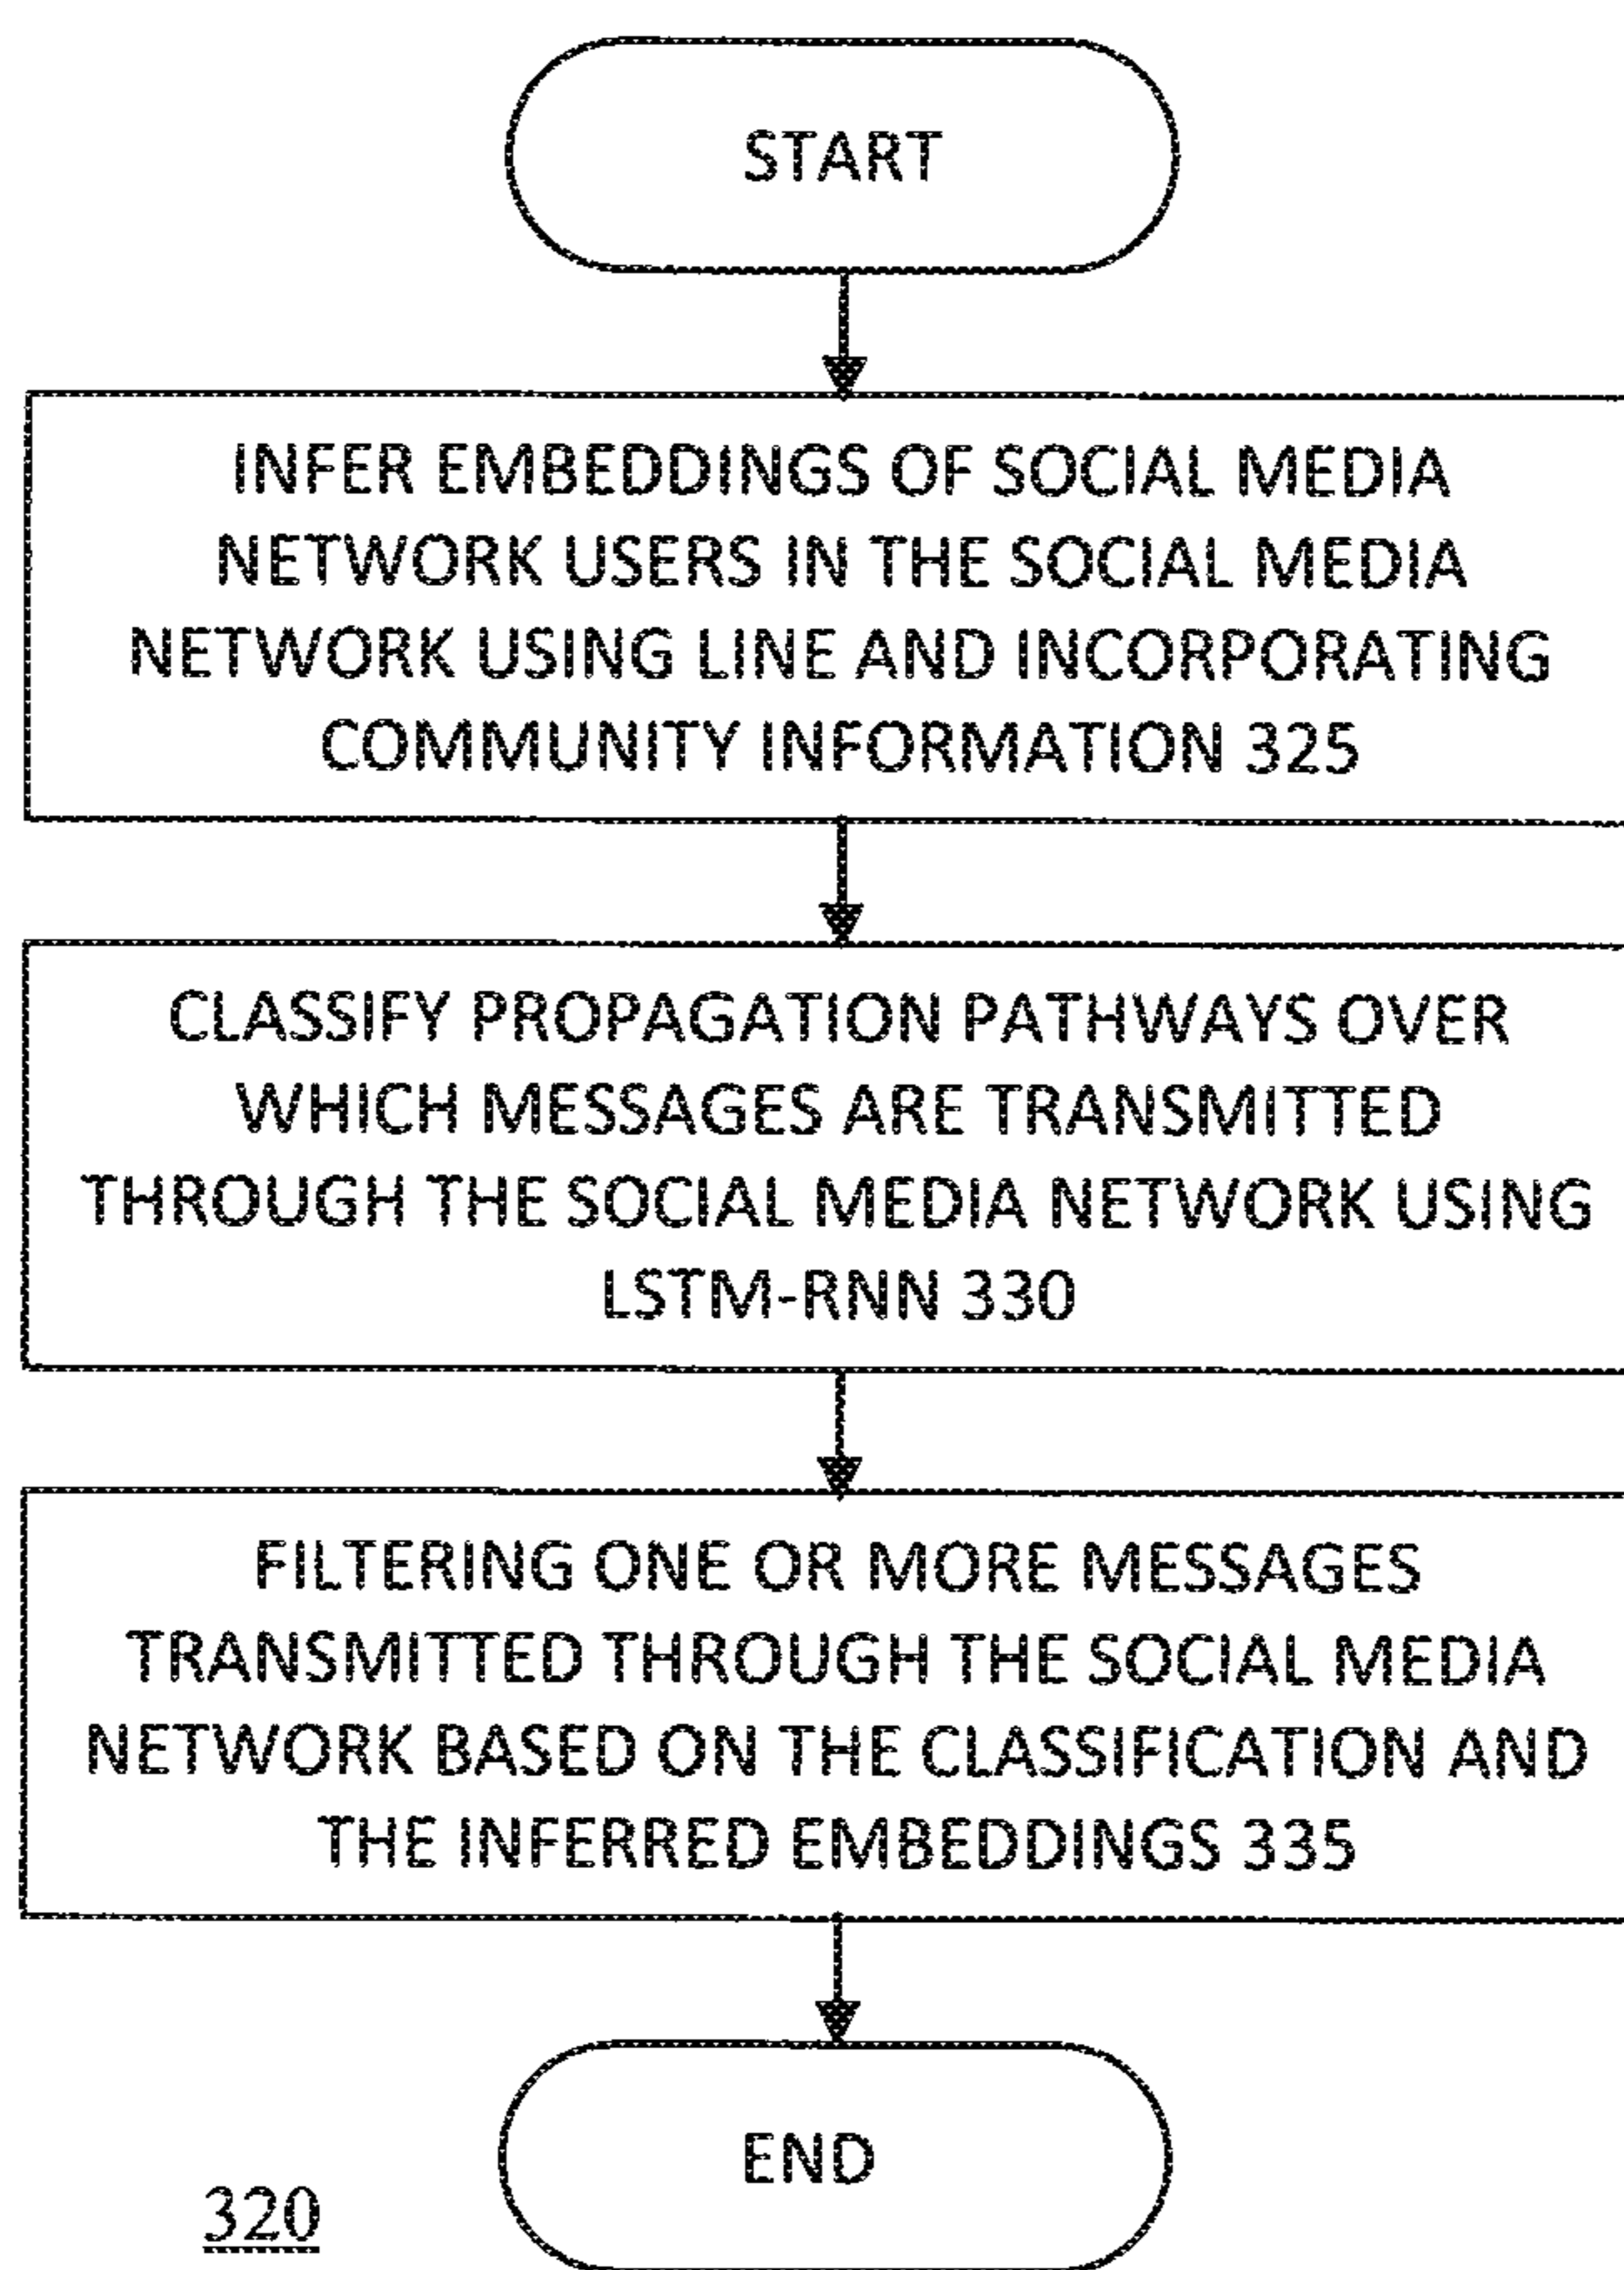 START
INFER EMBEDDINGS OF SOCIAL MEDIA
NETWORK USERS IN THE SOCIAL MEDIA
NETWORK USING LINE AND INCORPORATING
COMMUNITY INFORMATION 325
CLASSIFY PROPAGATION PATHWAYS OVER
WHICH MESSAGES ARE TRANSMITTED
THROUGH THE SOCIAL MEDIA NETWORK USING
LSTM-RNN 330
FILTERING ONE OR MORE MESSAGES
TRANSMITTED THROUGH THE SOCIAL MEDIA
NETWORK BASED ON THE CLASSIFICATION AND
THE INFERRED EMBEDDINGS 335
END
320